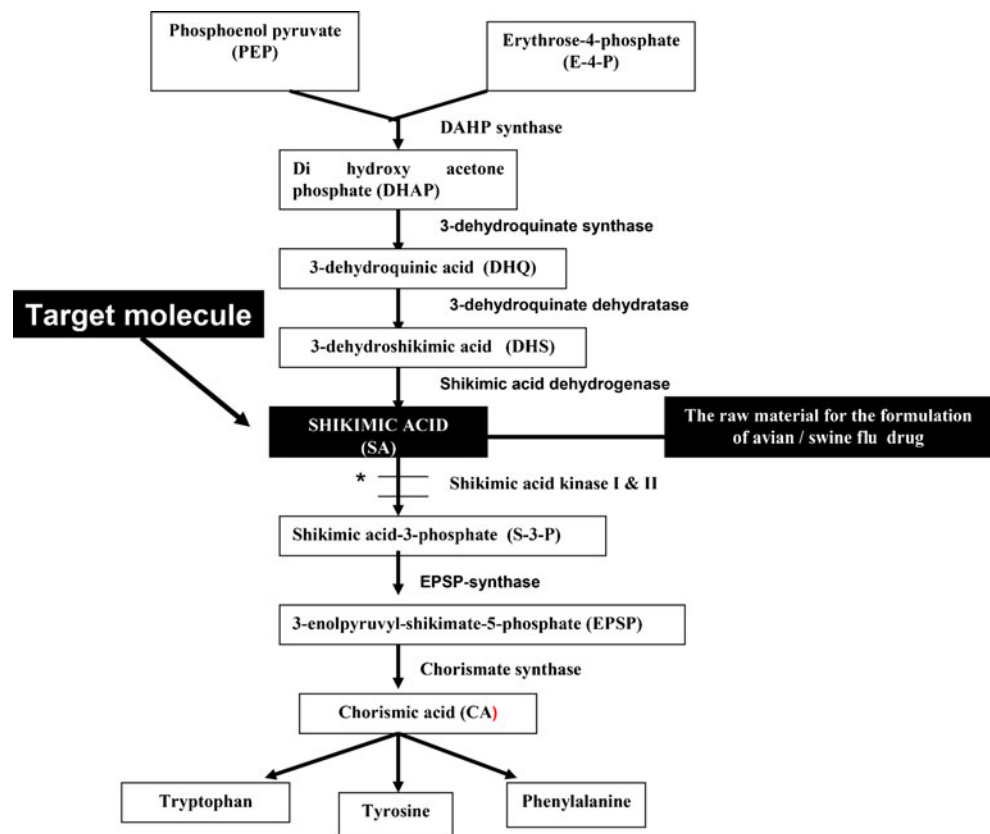 Phosphoenol pyruvate
(PEP)
Erythrose-4-phosphate
(E-4-P)
DAHP synthase
Di hydroxy acetone
phosphate (DHAP)
3-dehydroquinate synthase
3-dehydroquinic acid (DHQ)
3-dehydroquinate dehydratase
Target molecule
3-dehydroshikimic acid (DHS)
Shikimic acid dehydrogenase
SHIKIMIC ACID
(SA)
The raw material for the formulation
of avian / swine flu drug
*
Shikimic acid kinase I & II
Shikimic acid-3-phosphate (S-3-P)
EPSP-synthase
3-enolpyruvyl-shikimate-5-phosphate (EPSP)
Chorismate synthase
Chorismic acid (CA)
Tryptophan
Tyrosine
Phenylalanine